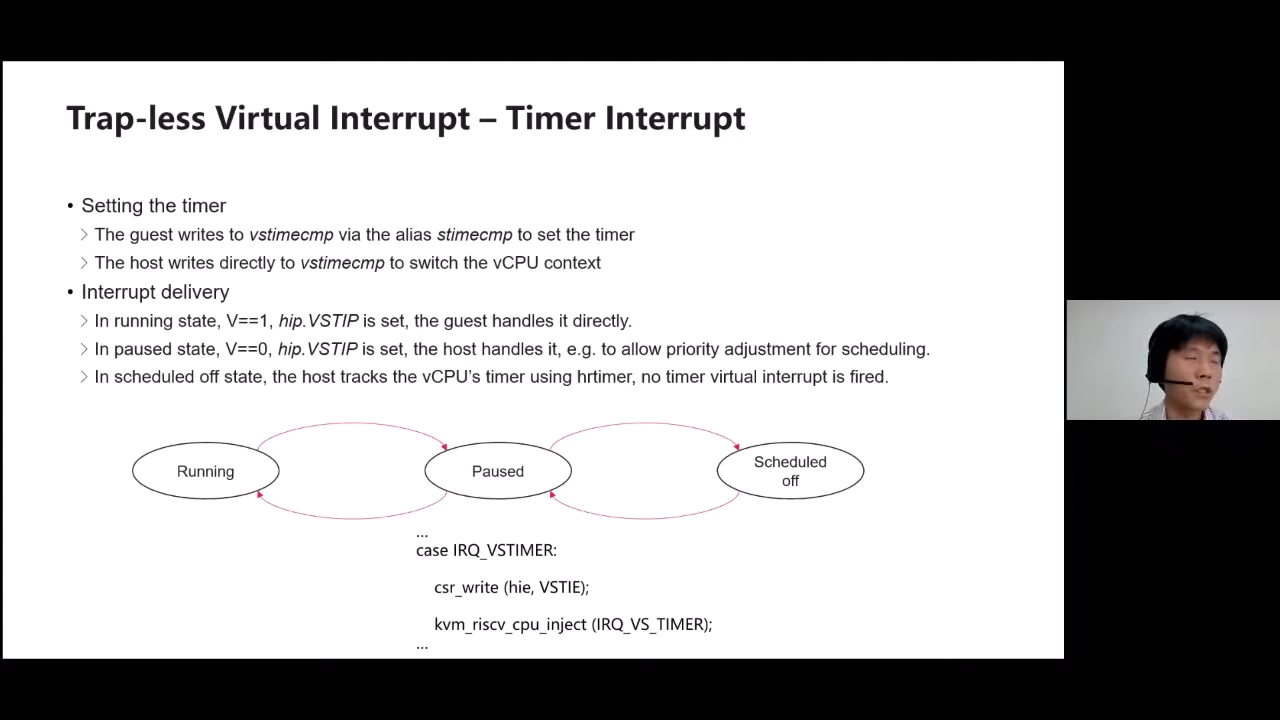 Trap-less Virtual Interrupt – Timer Interrupt
• Setting the timer
> The guest writes to vstimecmp via the alias stimecmp to set the timer
> The host writes directly to vstimecmp to switch the vCPU context
• Interrupt delivery
> In running state, V==1, hip.VSTIP is set, the guest handles it directly.
> In paused state, V==0, hip.VSTIP is set, the host handles it, e.g. to allow priority adjustment for scheduling.
> In scheduled off state, the host tracks the vCPU's timer using hrtimer, no timer virtual interrupt is fired.
Running
Paused
Scheduled
off
...
case IRQ_VSTIMER:
csr_write (hie, VSTIE);
kvm_riscv_cpu_inject (IRQ_VS_TIMER);
...